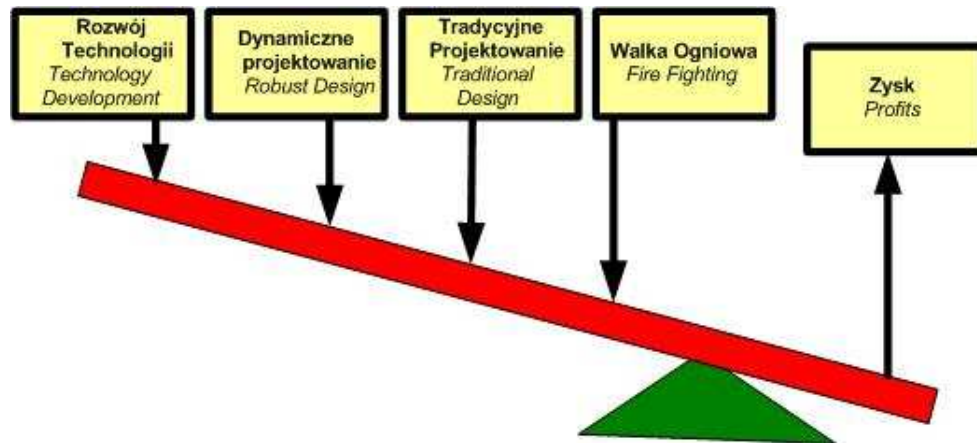 Rozwój
Technologii
Technology
Development
Dynamiczne
projektowanie
Robust Design
Tradycyjne
Projektowanie
Traditional
Design
Walka Ogniowa
Fire Fighting
Zysk
Profits